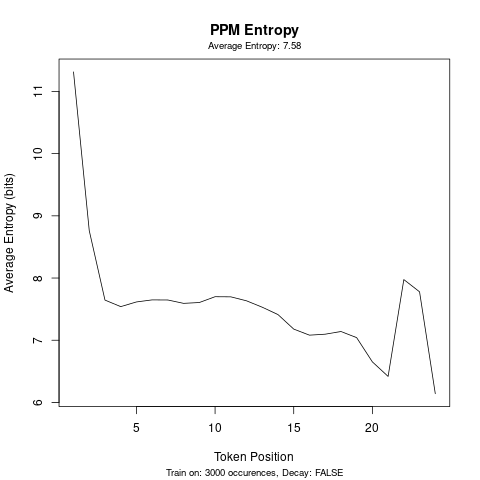 PPM Entropy
Average Entropy: 7.58
Average Entropy (bits)
11
10
9
8
7
6
5
10
15
20
Token Position
Train on: 3000 occurences, Decay: FALSE